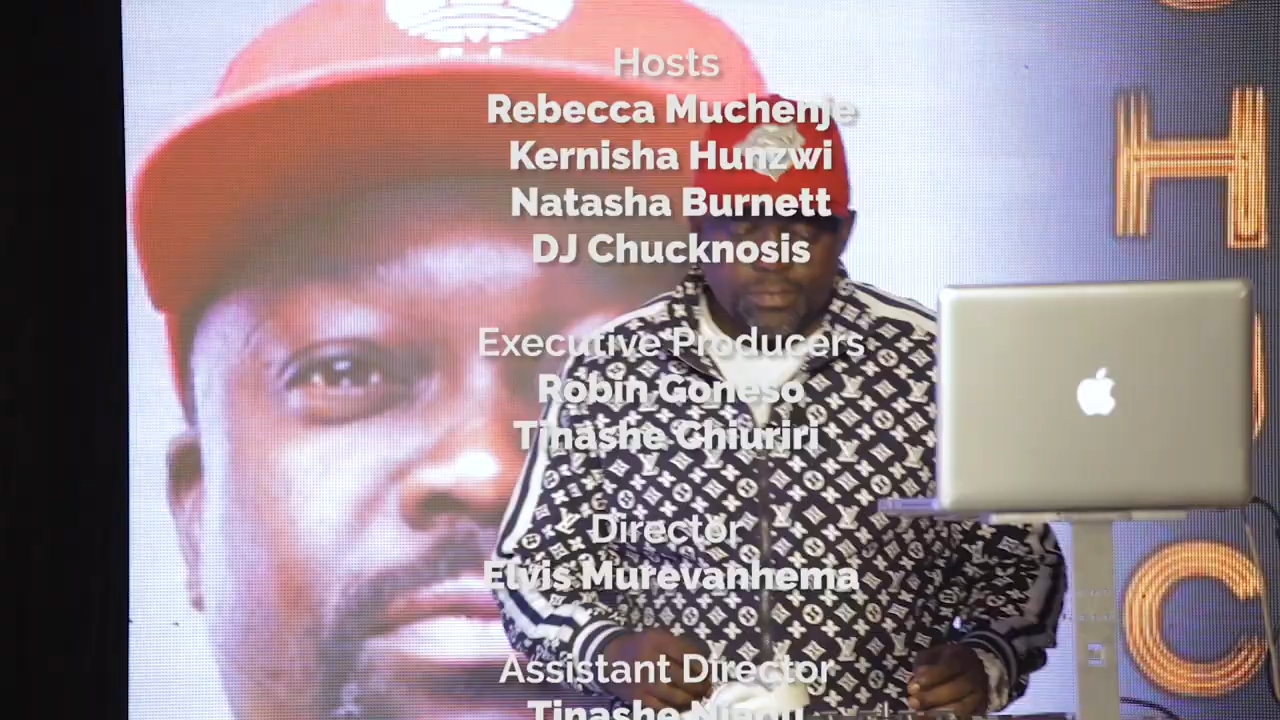 Hosts
Rebecca Muchenje
Kernisha Hunzwi
Natasha Burnett
DJ Chucknosis
Executive Producers
Robin Goneso
Tinashe Chiuriri
Director
Elvis Murevanhema
Assistant Director
Tinashe
H
C